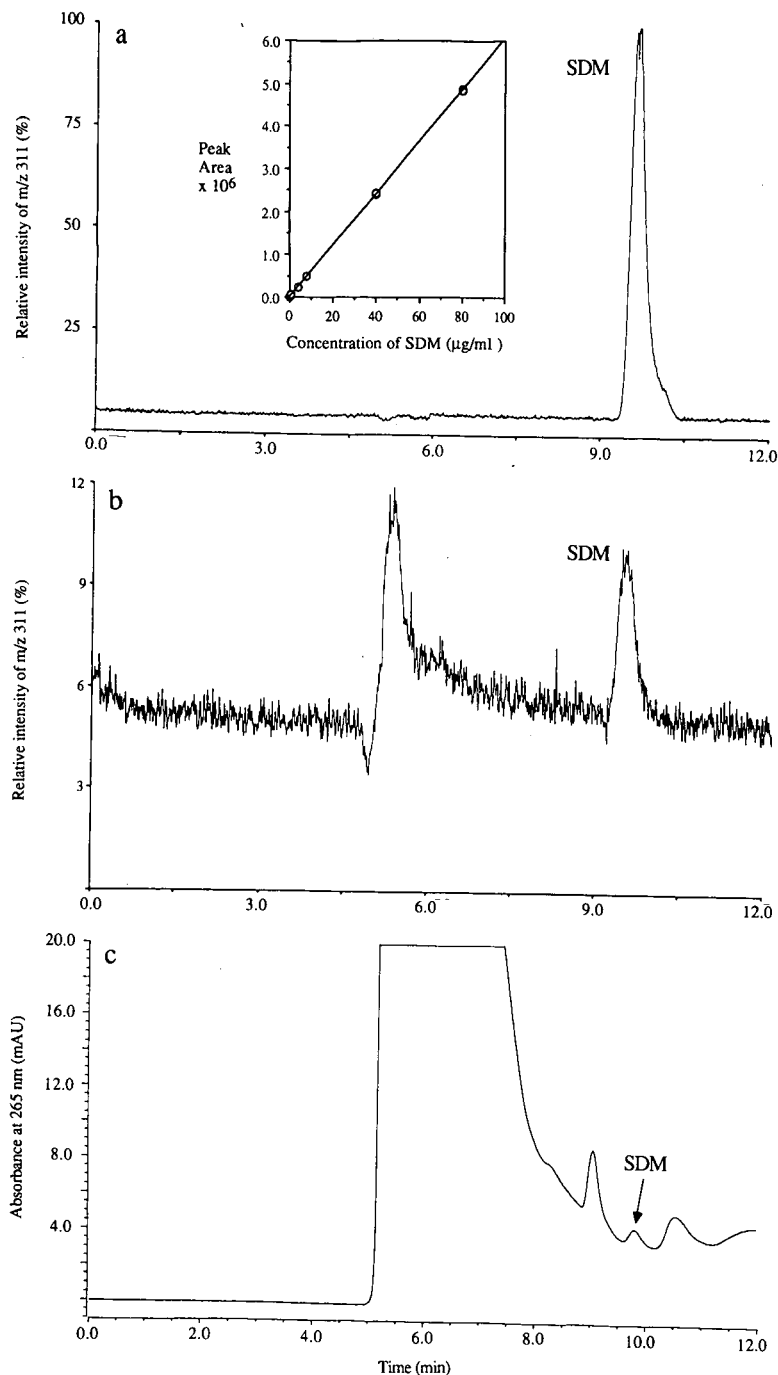 a
100
75
50
25
Relative intensity of m/z 311 (%)
SDM
6.0
5.0
4.0
3.0
2.0
1.0
0.0
Peak
Area
x 10⁶
0 20 40 60 80 100
Concentration of SDM (µg/ml )
0.0 3.0 6.0 9.0 12.0
b
12
9
6
3
Relative intensity of m/z 311 (%)
SDM
0.0 3.0 6.0 9.0 12.0
c
20.0
16.0
12.0
8.0
4.0
Absorbance at 265 nm (mAU)
SDM
0.0 2.0 4.0 6.0 8.0 10.0 12.0
Time (min)